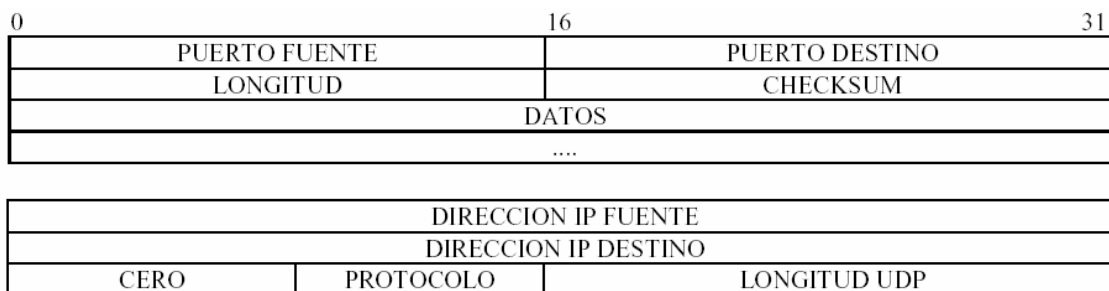 0 16 31
PUERTO FUENTE PUERTO DESTINO
LONGITUD CHECKSUM
DATOS
....
DIRECCION IP FUENTE
DIRECCION IP DESTINO
CERO PROTOCOLO LONGITUD UDP